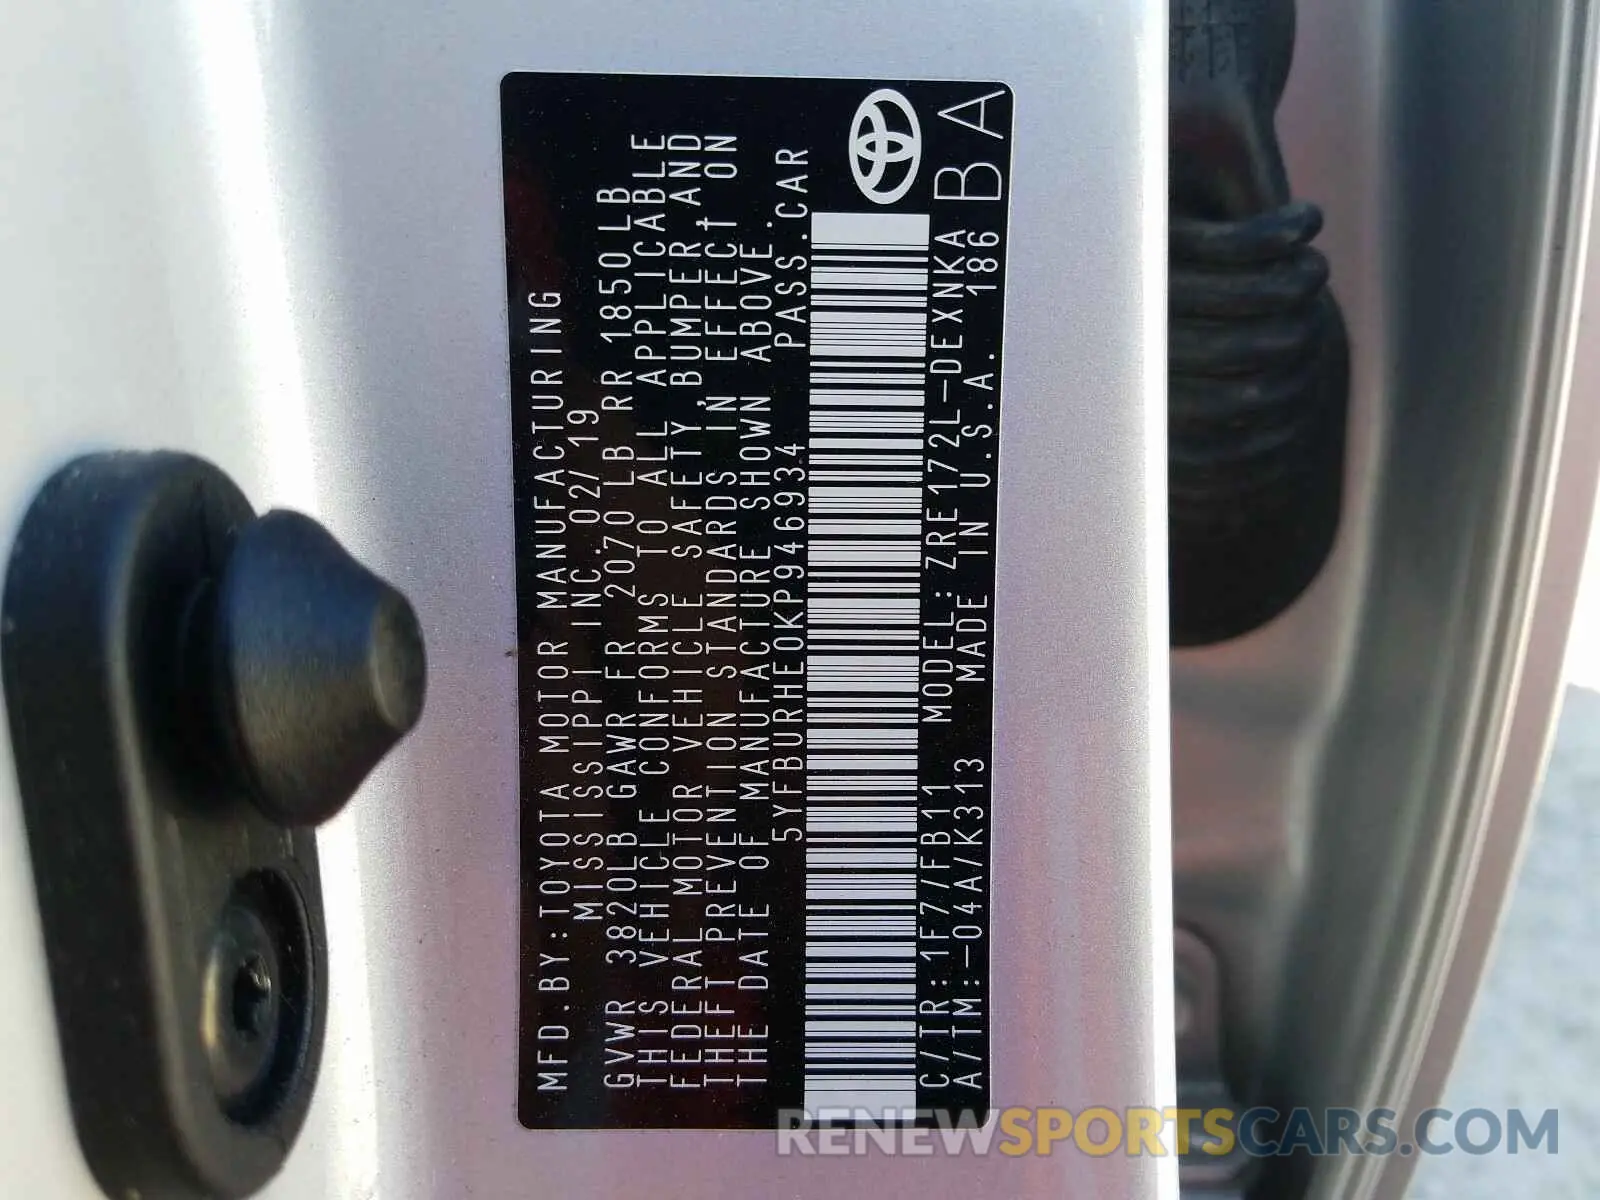 MFD.BY:TOYOTA MOTOR MANUFACTURING
MISSISSIPPI INC. 02/19
GVWR 3820LB GAWR FR 2070LB RR 1850LB
THIS VEHICLE CONFORMS TO ALL APPLICABLE
FEDERAL MOTOR VEHICLE SAFETY,BUMPER,AND
THEFT PREVENTION STANDARDS IN EFFECT ON
THE DATE OF MANUFACTURE SHOWN ABOVE.
5YFBURHE0KP946934 PASS.CAR
C/TR:1F7/FB11 MODEL:ZRE172L-DEXNKA
A/TM:-04A/K313 MADE IN U.S.A. 186
BA
RENEWSPORTSCARS.COM